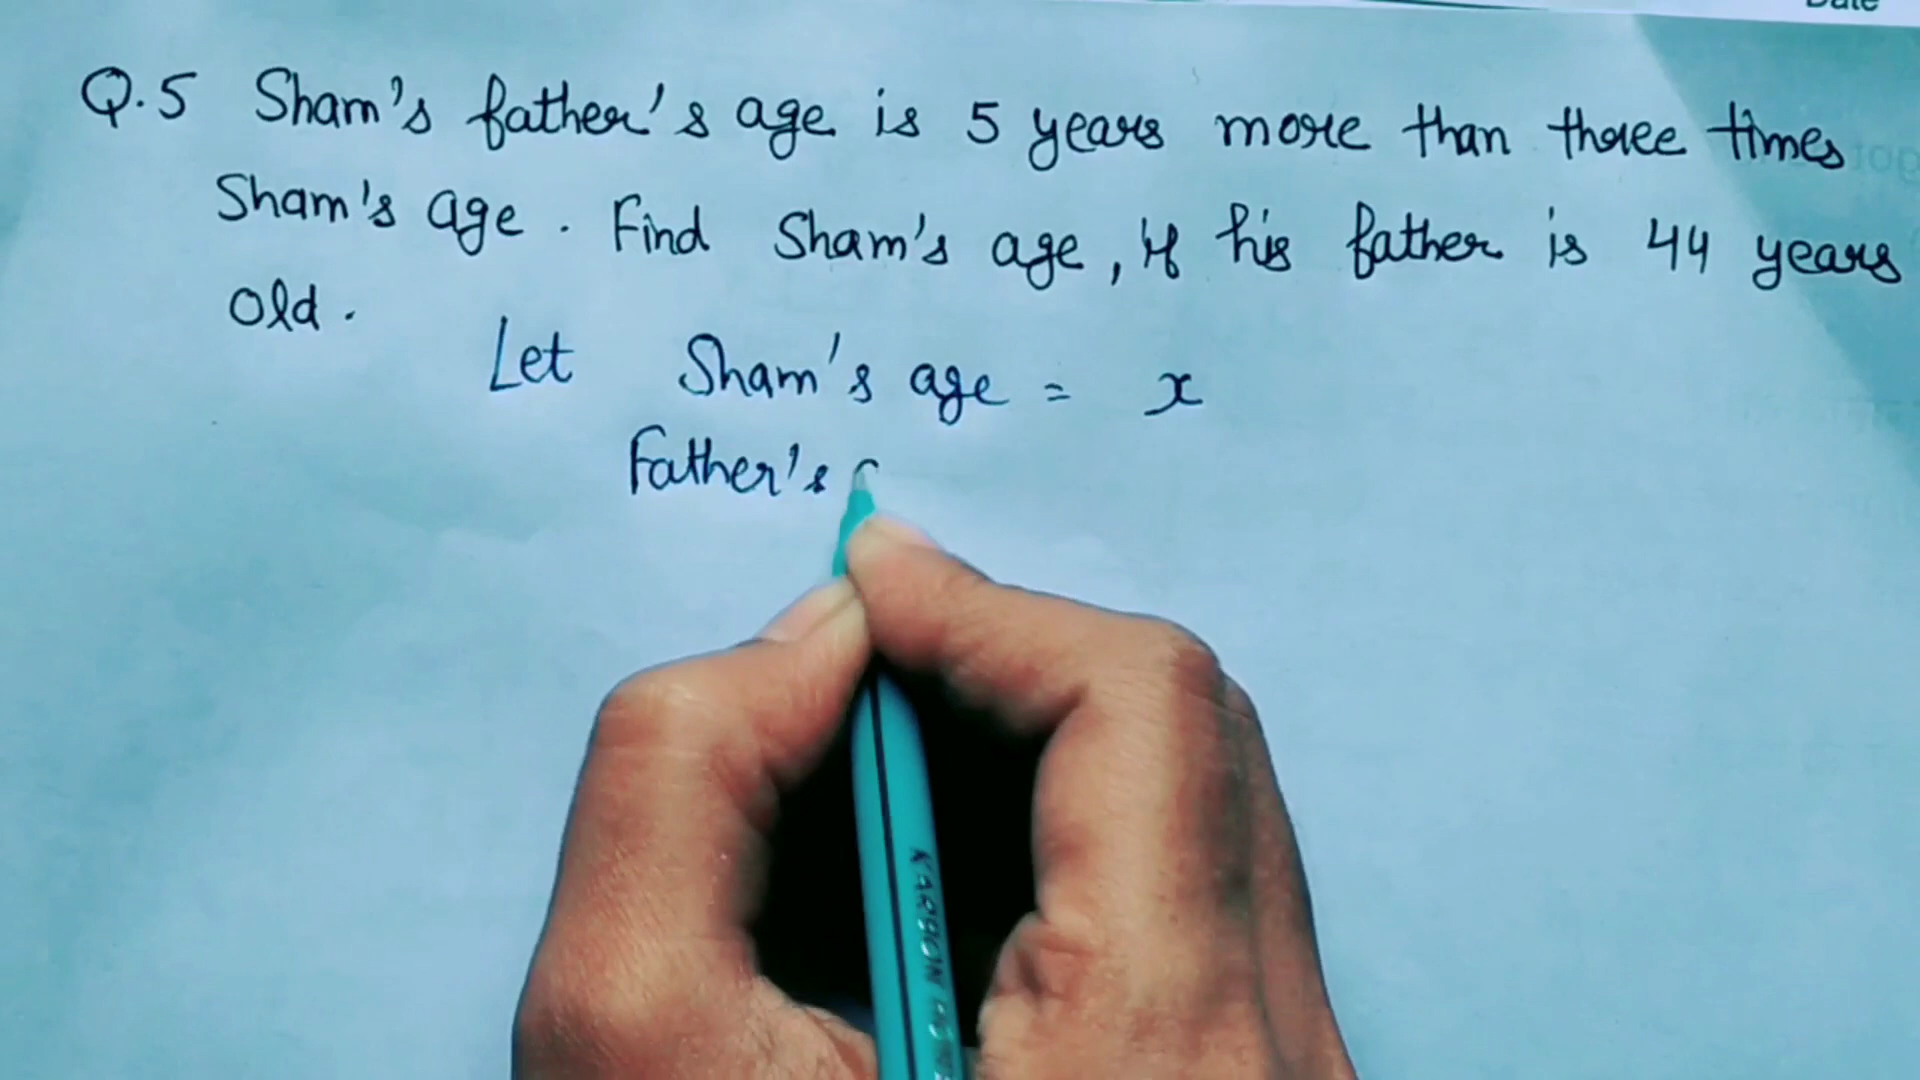 Date
Q.5 Sham's father's age is 5 years more than three times
Sham's age. Find Sham's age, if his father is 44 years
old.
Let Sham's age = x
Father's